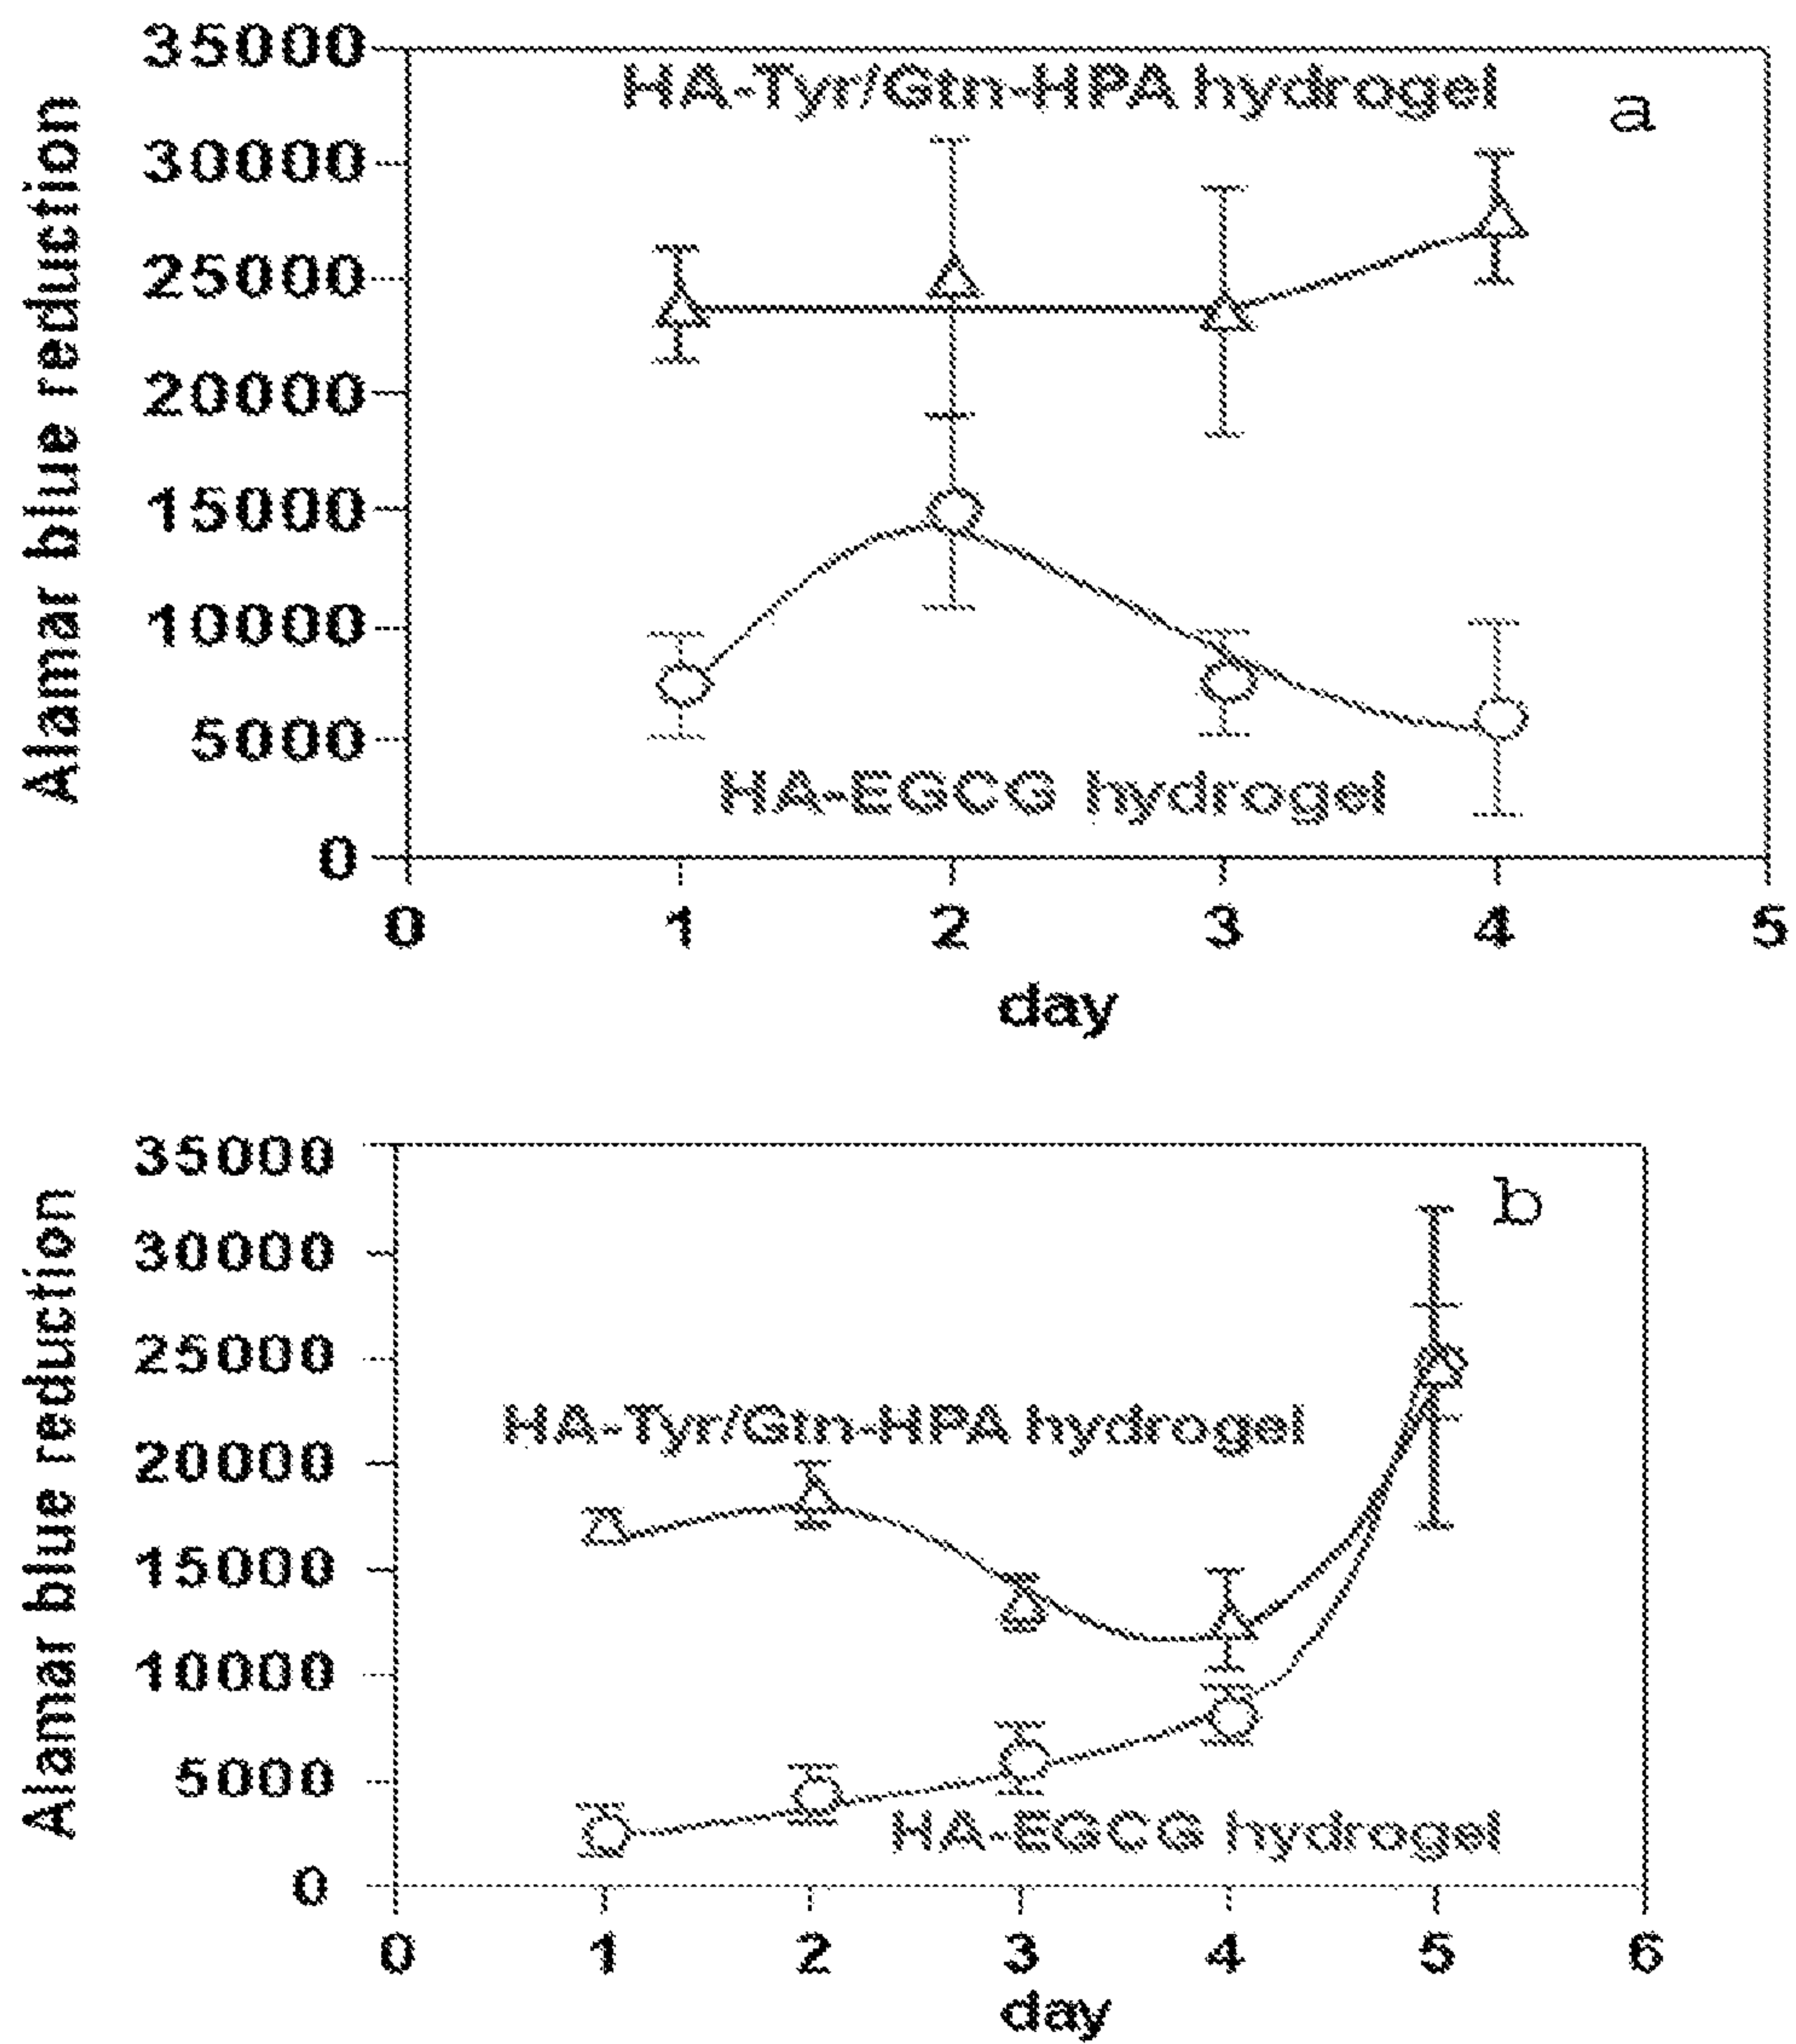 35000
HA-Tyr/Gtn-HPA hydrogel
a
30000
25000
20000
15000
10000
5000
0
Alamar blue reduction
HA-EGCG hydrogel
0 1 2 3 4 5
day
35000
b
30000
25000
HA-Tyr/Gtn-HPA hydrogel
20000
15000
10000
5000
HA-EGCG hydrogel
0
Alamar blue reduction
0 1 2 3 4 5 6
day